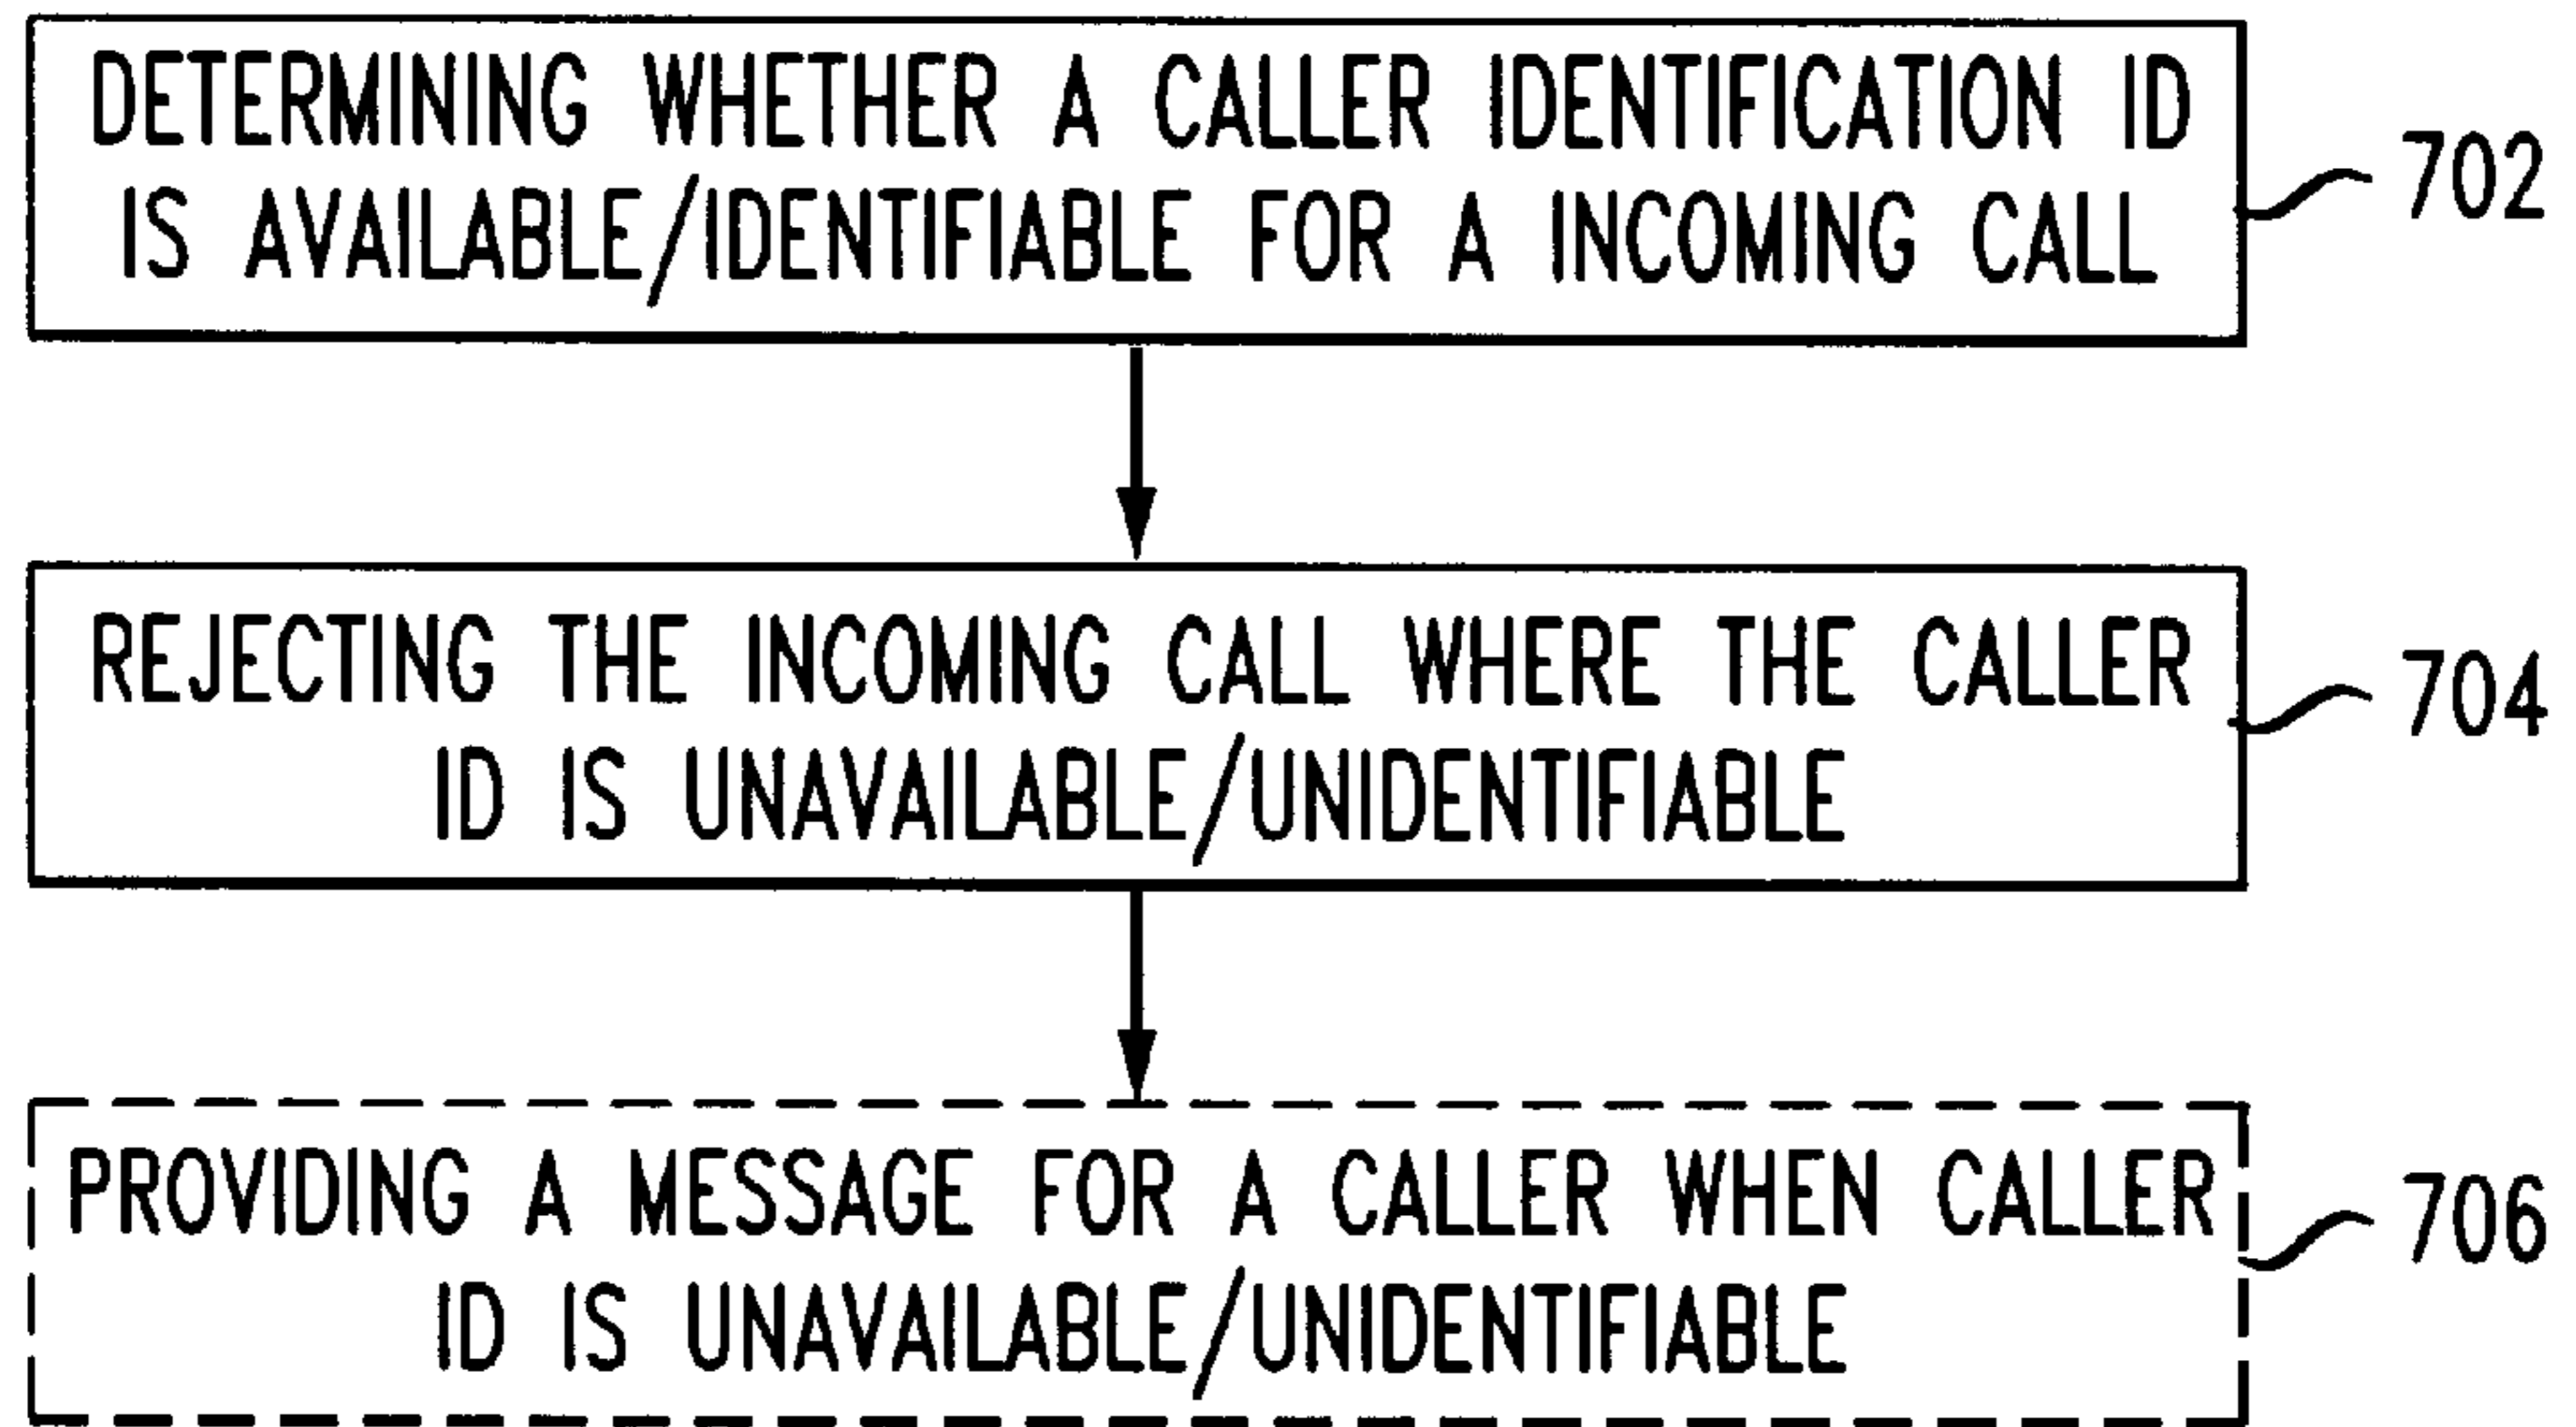 DETERMINING WHETHER A CALLER IDENTIFICATION ID
IS AVAILABLE/IDENTIFIABLE FOR A INCOMING CALL
702
REJECTING THE INCOMING CALL WHERE THE CALLER
ID IS UNAVAILABLE/UNIDENTIFIABLE
704
PROVIDING A MESSAGE FOR A CALLER WHEN CALLER
ID IS UNAVAILABLE/UNIDENTIFIABLE
706